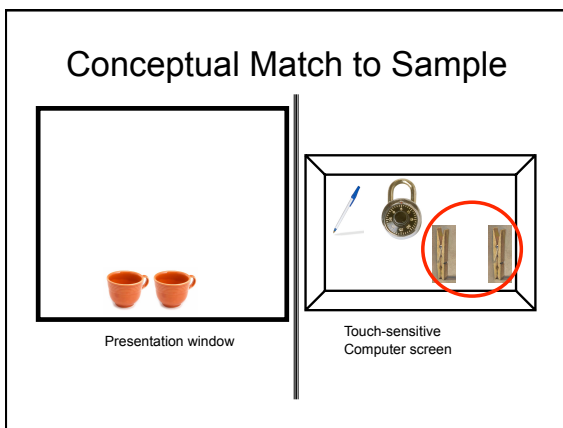 Conceptual Match to Sample
Presentation window
Touch-sensitive
Computer screen